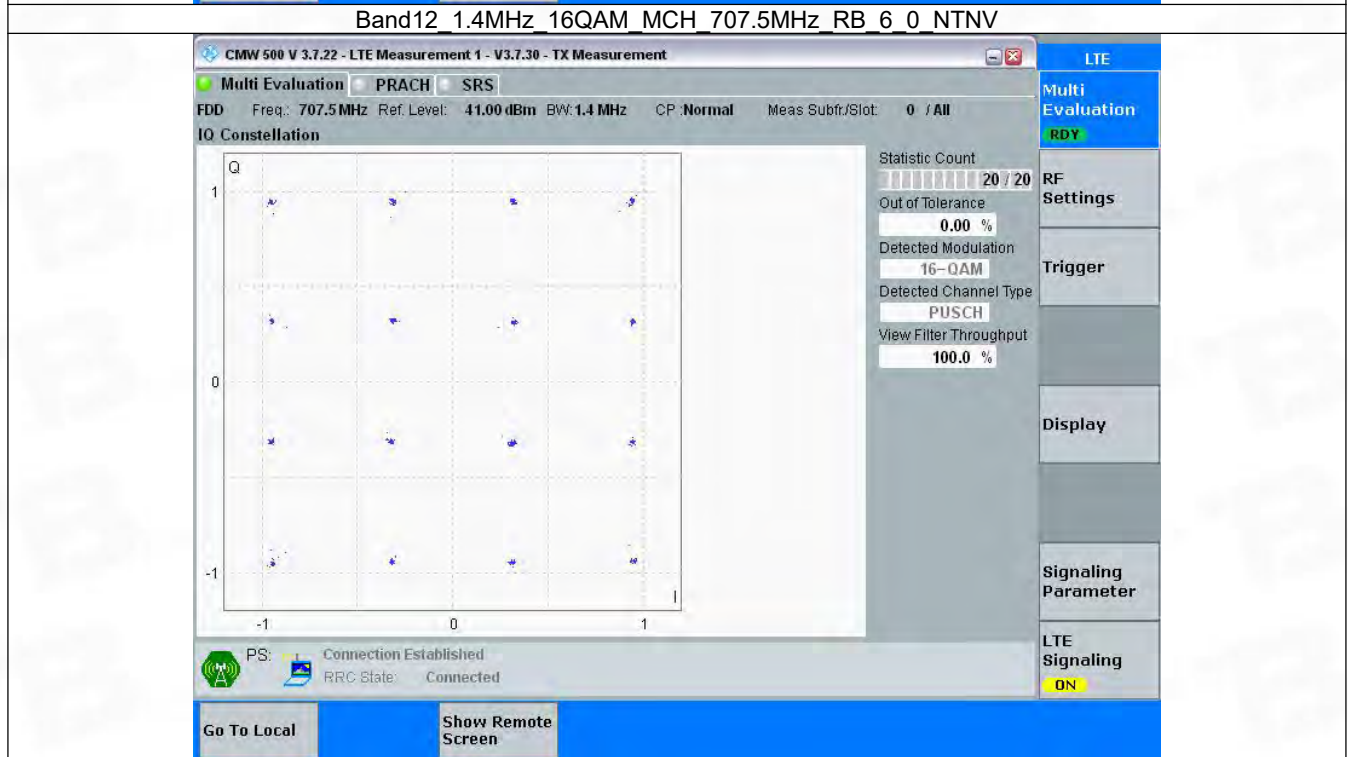 Band12_1.4MHz_16QAM_MCH_707.5MHz_RB_6_0_NTNV
CMW 500 V 3.7.22 - LTE Measurement 1 - V3.7.30 - TX Measurement
LTE
Multi Evaluation PRACH SRS
FDD Freq.: 707.5 MHz Ref. Level: 41.00 dBm BW: 1.4 MHz CP :Normal Meas Subfr./Slot: 0 / All
IQ Constellation
Q
1
0
-1
I
-1 0 1
Statistic Count
20 / 20
Out of Tolerance
0.00 %
Detected Modulation
16-QAM
Detected Channel Type
PUSCH
View Filter Throughput
100.0 %
Multi
Evaluation
RDY
RF
Settings
Trigger
Display
Signaling
Parameter
LTE
Signaling
ON
PS: Connection Established
RRC State: Connected
Go To Local
Show Remote
Screen